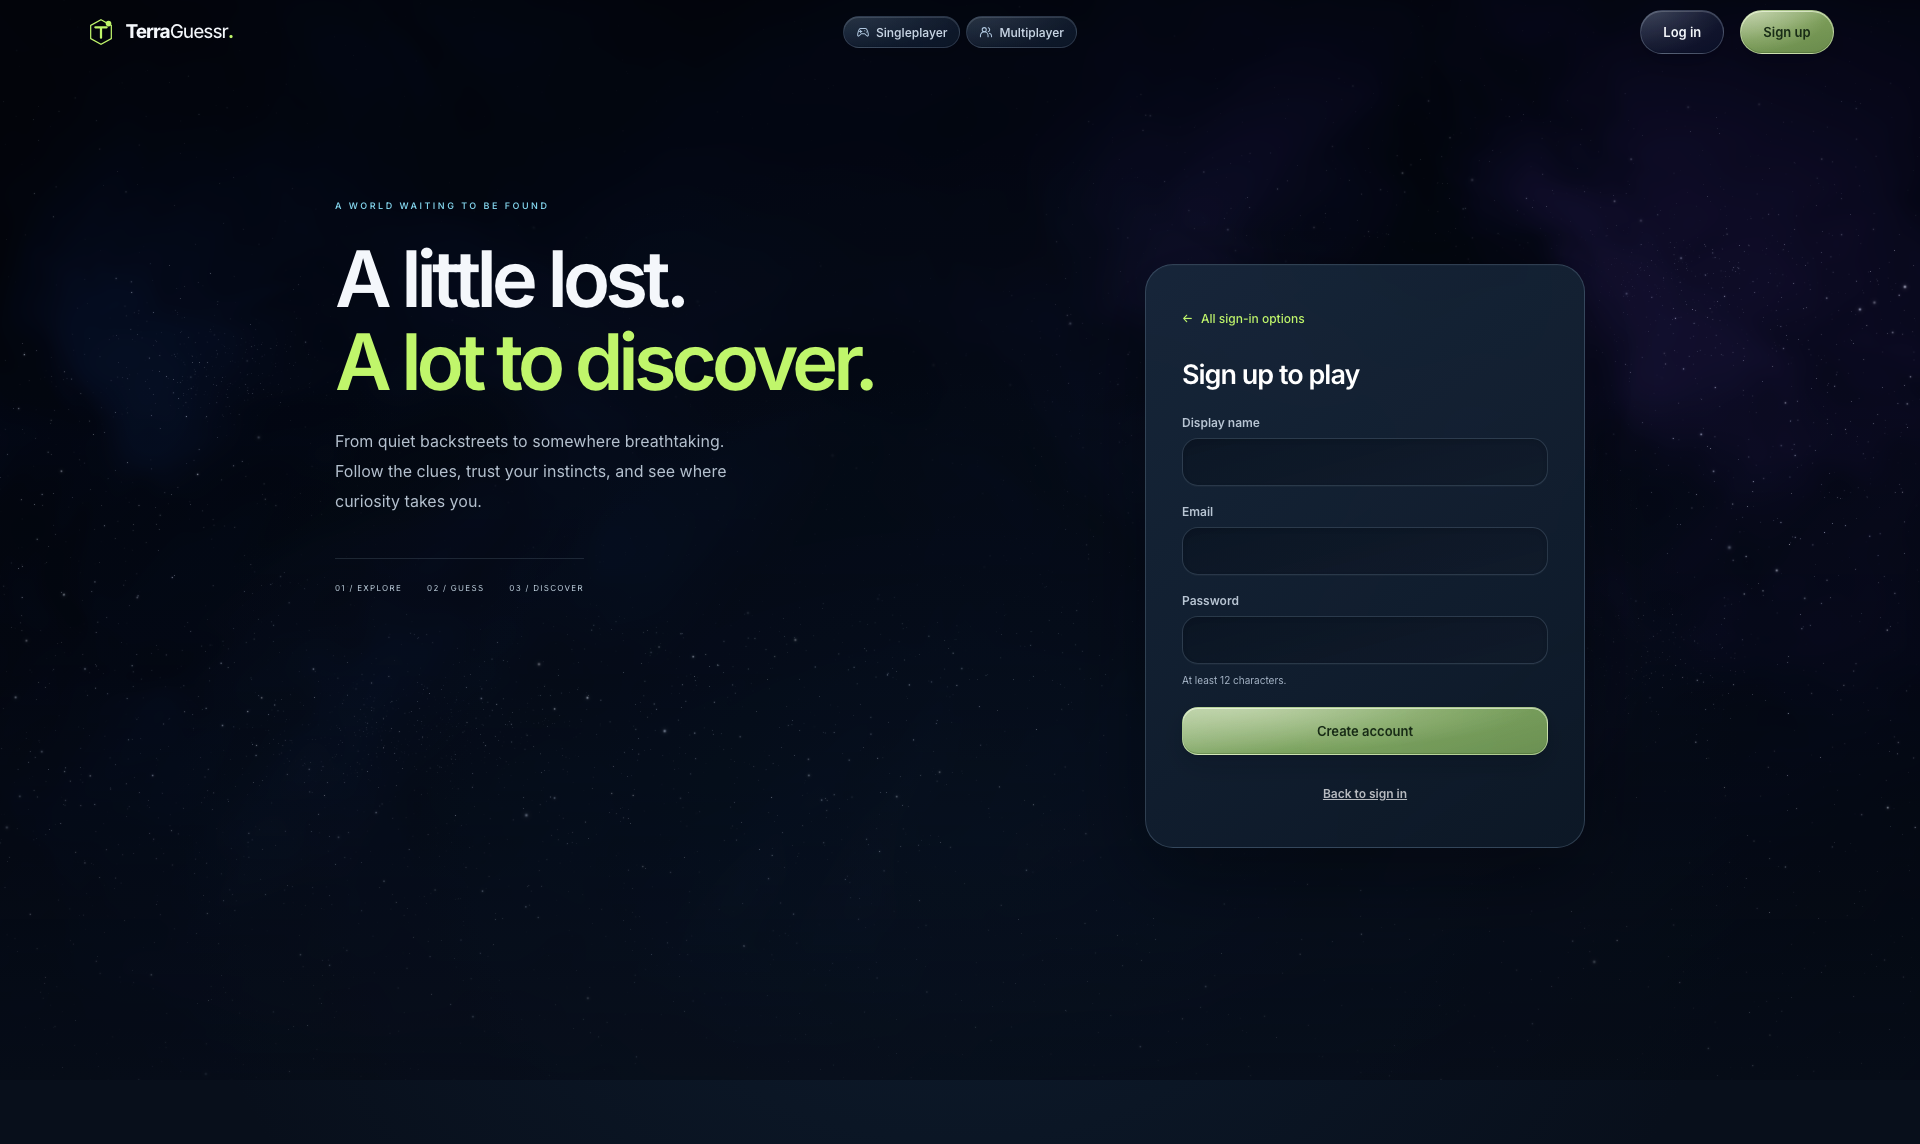 TerraGuessr.
Singleplayer
Multiplayer
Log in
Sign up
A WORLD WAITING TO BE FOUND
A little lost.
A lot to discover.
From quiet backstreets to somewhere breathtaking.
Follow the clues, trust your instincts, and see where
curiosity takes you.
01 / EXPLORE 02 / GUESS 03 / DISCOVER
← All sign-in options
Sign up to play
Display name
Email
Password
At least 12 characters.
Create account
Back to sign in